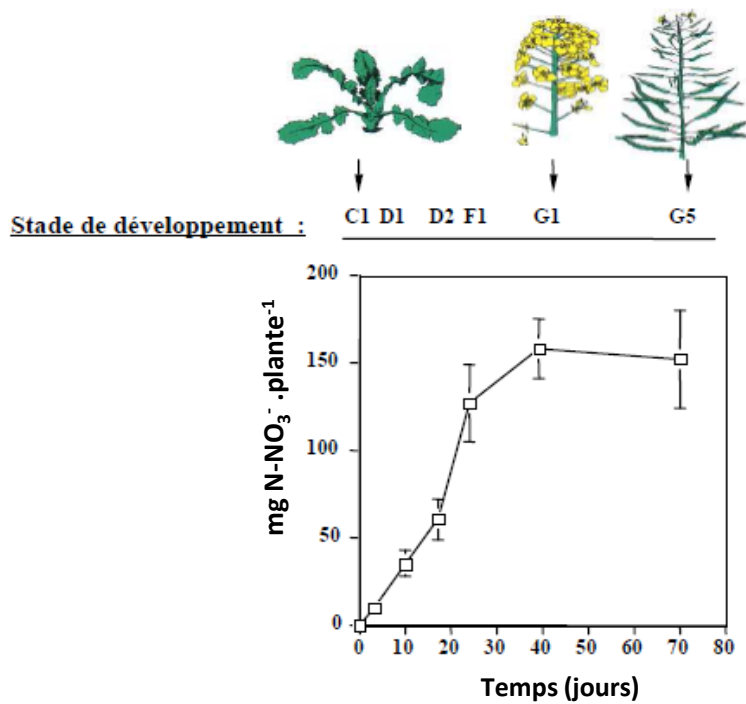 Stade de développement : C1 D1 D2 F1 G1 G5
200
150
100
50
0
mg N-NO₃⁻ .plante⁻¹
0 10 20 30 40 50 60 70 80
Temps (jours)